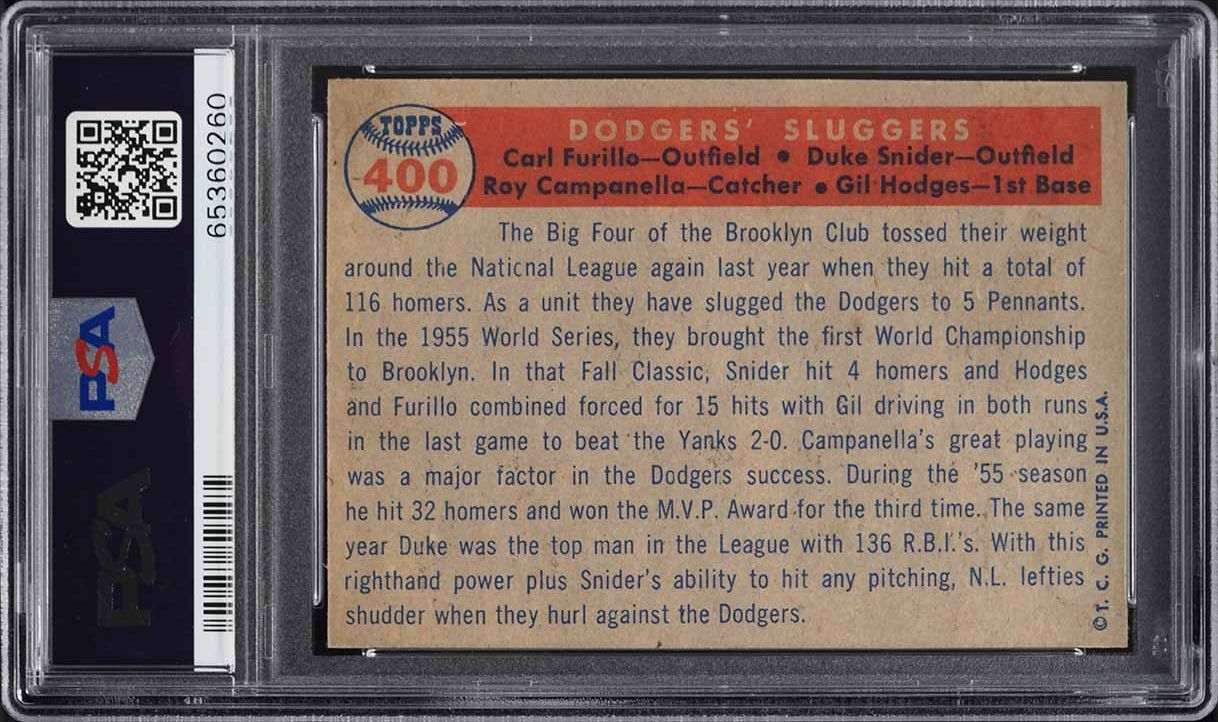 65360260
PSA
PSA
TOPPS
400
DODGERS' SLUGGERS
Carl Furillo—Outfield • Duke Snider—Outfield
Roy Campanella—Catcher • Gil Hodges—1st Base
The Big Four of the Brooklyn Club tossed their weight
around the National League again last year when they hit a total of
116 homers. As a unit they have slugged the Dodgers to 5 Pennants.
In the 1955 World Series, they brought the first World Championship
to Brooklyn. In that Fall Classic, Snider hit 4 homers and Hodges
and Furillo combined forced for 15 hits with Gil driving in both runs
in the last game to beat the Yanks 2-0. Campanella's great playing
was a major factor in the Dodgers success. During the '55 season
he hit 32 homers and won the M.V.P. Award for the third time. The same
year Duke was the top man in the League with 136 R.B.I.'s. With this
righthand power plus Snider's ability to hit any pitching, N.L. lefties
shudder when they hurl against the Dodgers.
© T. C. G. PRINTED IN U.S.A.